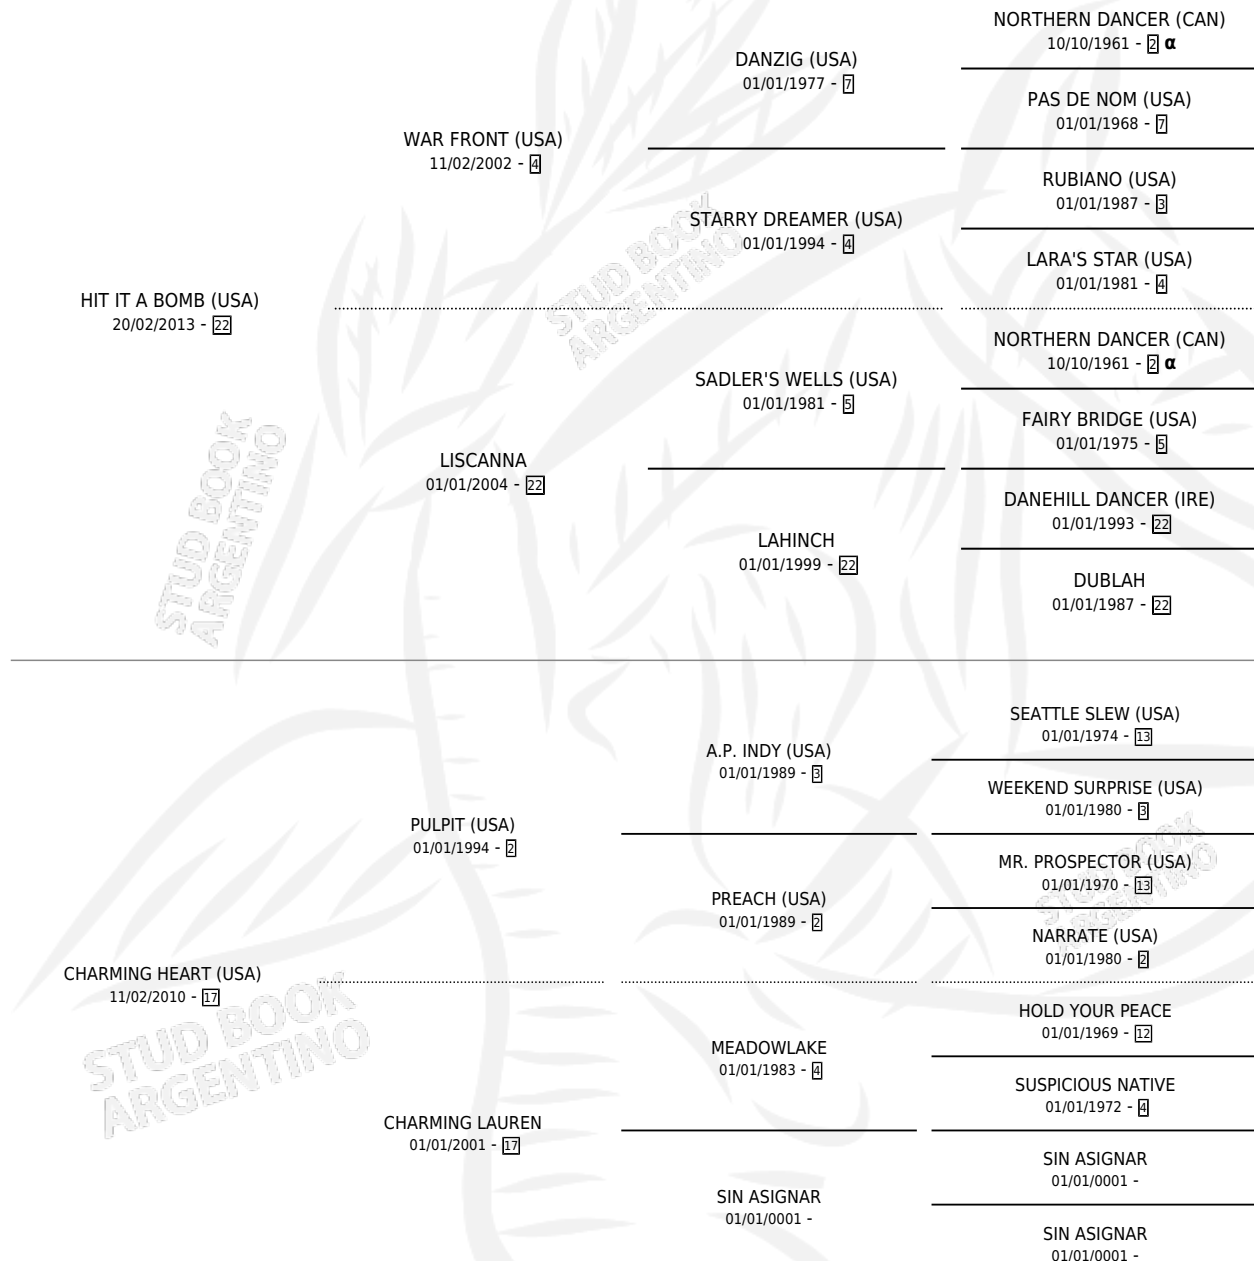 NORTHERN DANCER (CAN)
10/10/1961 - 2 α
DANZIG (USA)
01/01/1977 - 7
PAS DE NOM (USA)
01/01/1968 - 7
WAR FRONT (USA)
11/02/2002 - 4
RUBIANO (USA)
01/01/1987 - 3
STARRY DREAMER (USA)
01/01/1994 - 4
LARA'S STAR (USA)
01/01/1981 - 4
HIT IT A BOMB (USA)
20/02/2013 - 22
NORTHERN DANCER (CAN)
10/10/1961 - 2 α
SADLER'S WELLS (USA)
01/01/1981 - 5
FAIRY BRIDGE (USA)
01/01/1975 - 5
LISCANNA
01/01/2004 - 22
DANEHILL DANCER (IRE)
01/01/1993 - 22
LAHINCH
01/01/1999 - 22
DUBLAH
01/01/1987 - 22
SEATTLE SLEW (USA)
01/01/1974 - 13
A.P. INDY (USA)
01/01/1989 - 3
WEEKEND SURPRISE (USA)
01/01/1980 - 3
PULPIT (USA)
01/01/1994 - 2
MR. PROSPECTOR (USA)
01/01/1970 - 13
PREACH (USA)
01/01/1989 - 2
NARRATE (USA)
01/01/1980 - 2
CHARMING HEART (USA)
11/02/2010 - 17
HOLD YOUR PEACE
01/01/1969 - 12
MEADOWLAKE
01/01/1983 - 4
SUSPICIOUS NATIVE
01/01/1972 - 4
CHARMING LAUREN
01/01/2001 - 17
SIN ASIGNAR
01/01/0001 -
SIN ASIGNAR
01/01/0001 -
SIN ASIGNAR
01/01/0001 -
STUD BOOK
ARGENTINO
STUD BOOK
ARGENTINO
STUD BOOK
ARGENTINO
STUD BOOK
ARGENTINO